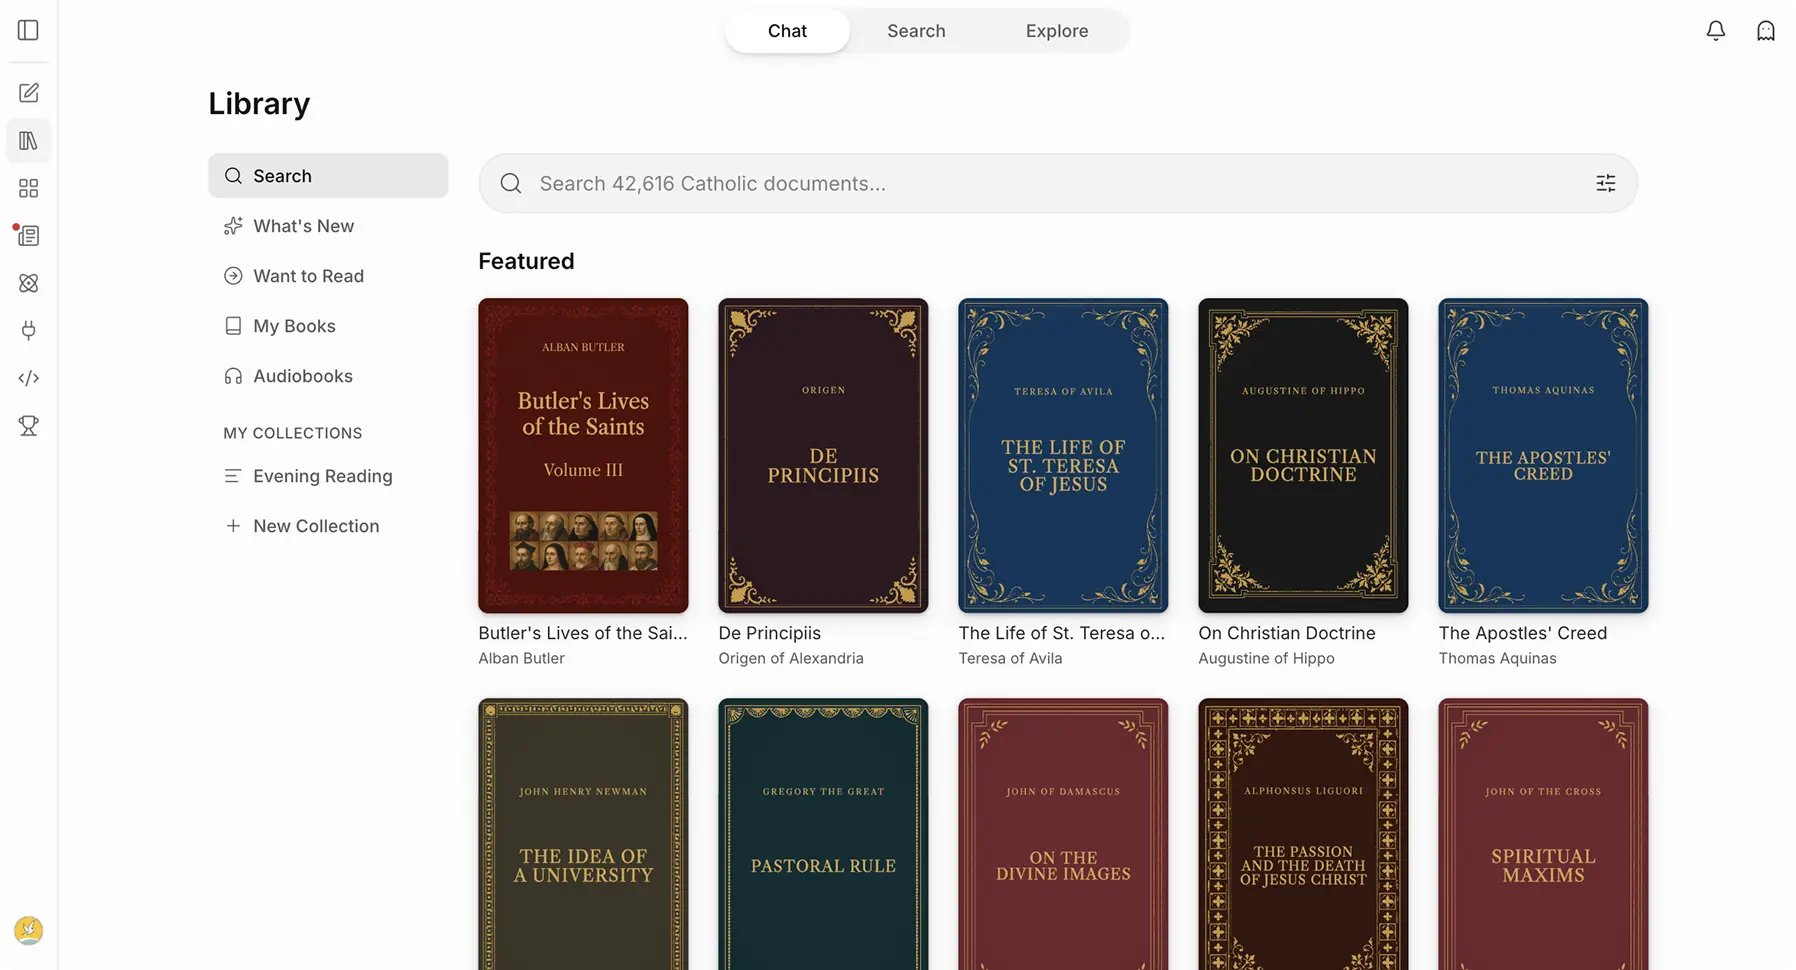 Chat
Search
Explore
Library
Search
What's New
Want to Read
My Books
Audiobooks
MY COLLECTIONS
Evening Reading
New Collection
Search 42,616 Catholic documents...
Featured
ALBAN BUTLER
Butler's Lives
of the Saints
Volume III
Butler's Lives of the Sai...
Alban Butler
ORIGEN
DE
PRINCIPIIS
De Principiis
Origen of Alexandria
TERESA OF AVILA
THE LIFE OF
ST. TERESA
OF JESUS
The Life of St. Teresa o...
Teresa of Avila
AUGUSTINE OF HIPPO
ON CHRISTIAN
DOCTRINE
On Christian Doctrine
Augustine of Hippo
THOMAS AQUINAS
THE APOSTLES'
CREED
The Apostles' Creed
Thomas Aquinas
JOHN HENRY NEWMAN
THE IDEA OF
A UNIVERSITY
GREGORY THE GREAT
PASTORAL RULE
JOHN OF DAMASCUS
ON THE
DIVINE IMAGES
ALPHONSUS LIGUORI
THE PASSION
AND THE DEATH
OF JESUS CHRIST
JOHN OF THE CROSS
SPIRITUAL
MAXIMS